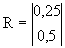 R = |0,25
0,5|